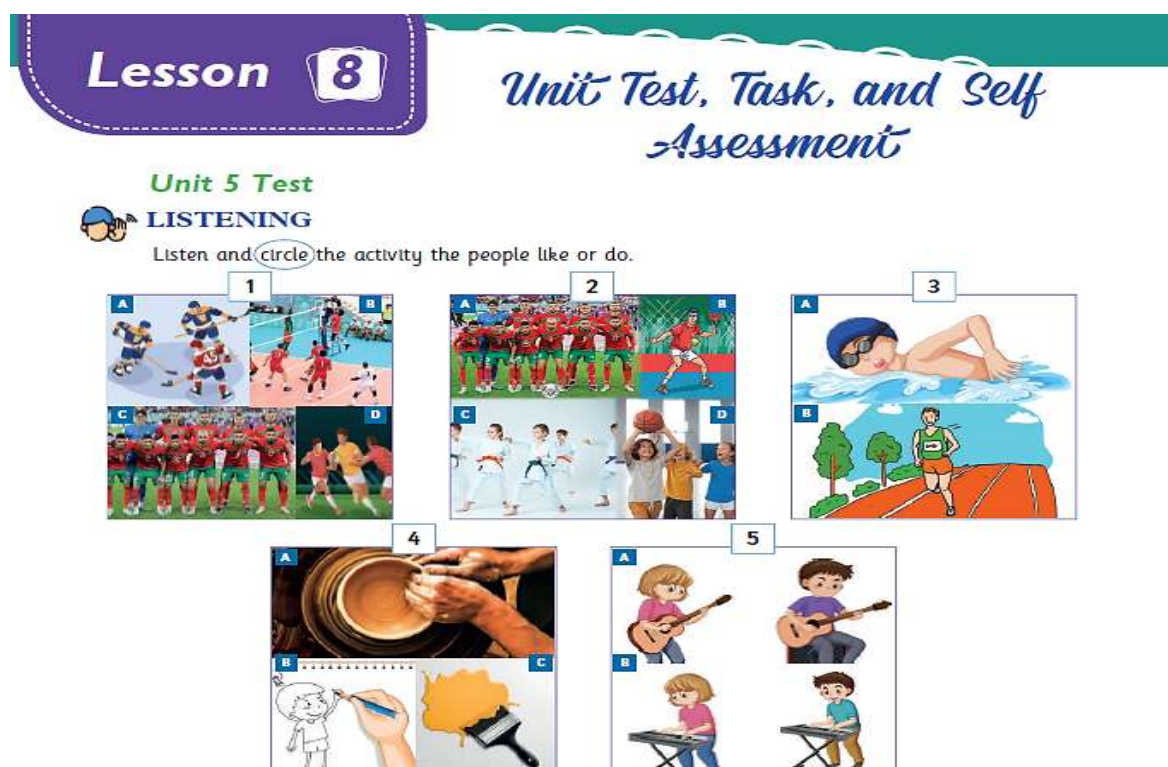 Lesson 8
Unit Test, Task, and Self
Assessment
Unit 5 Test
LISTENING
Listen and circle the activity the people like or do.
1
A
B
C
D
2
A
B
C
D
3
A
B
4
A
B
C
5
A
B